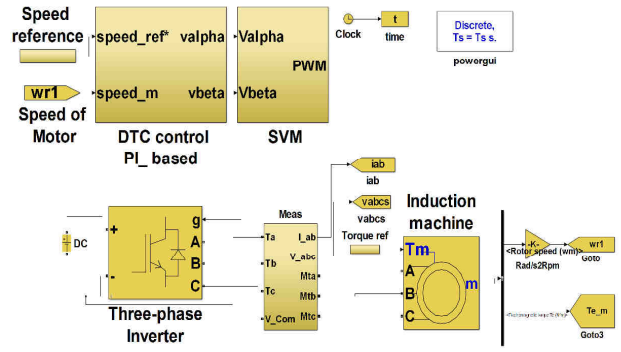 Speed
reference
speed_ref* valpha
wr1
speed_m vbeta
Speed of
Motor
DTC control
PI_ based
Valpha
PWM
Vbeta
SVM
Clock
t
time
Discrete,
Ts = Ts s.
powergui
iab
iab
vabcs
vabcs
Torque ref
DC
+
-
g
A
B
C
Three-phase
Inverter
Meas
Ta I_ab
V_abc
Tb Mta
Tc Mtb
V_Com Mtc
Induction
machine
Tm
A
B
C
m
-K-
<Rotor speed (wm)>
Rad/s2Rpm
wr1
Goto
Te_m
Goto3